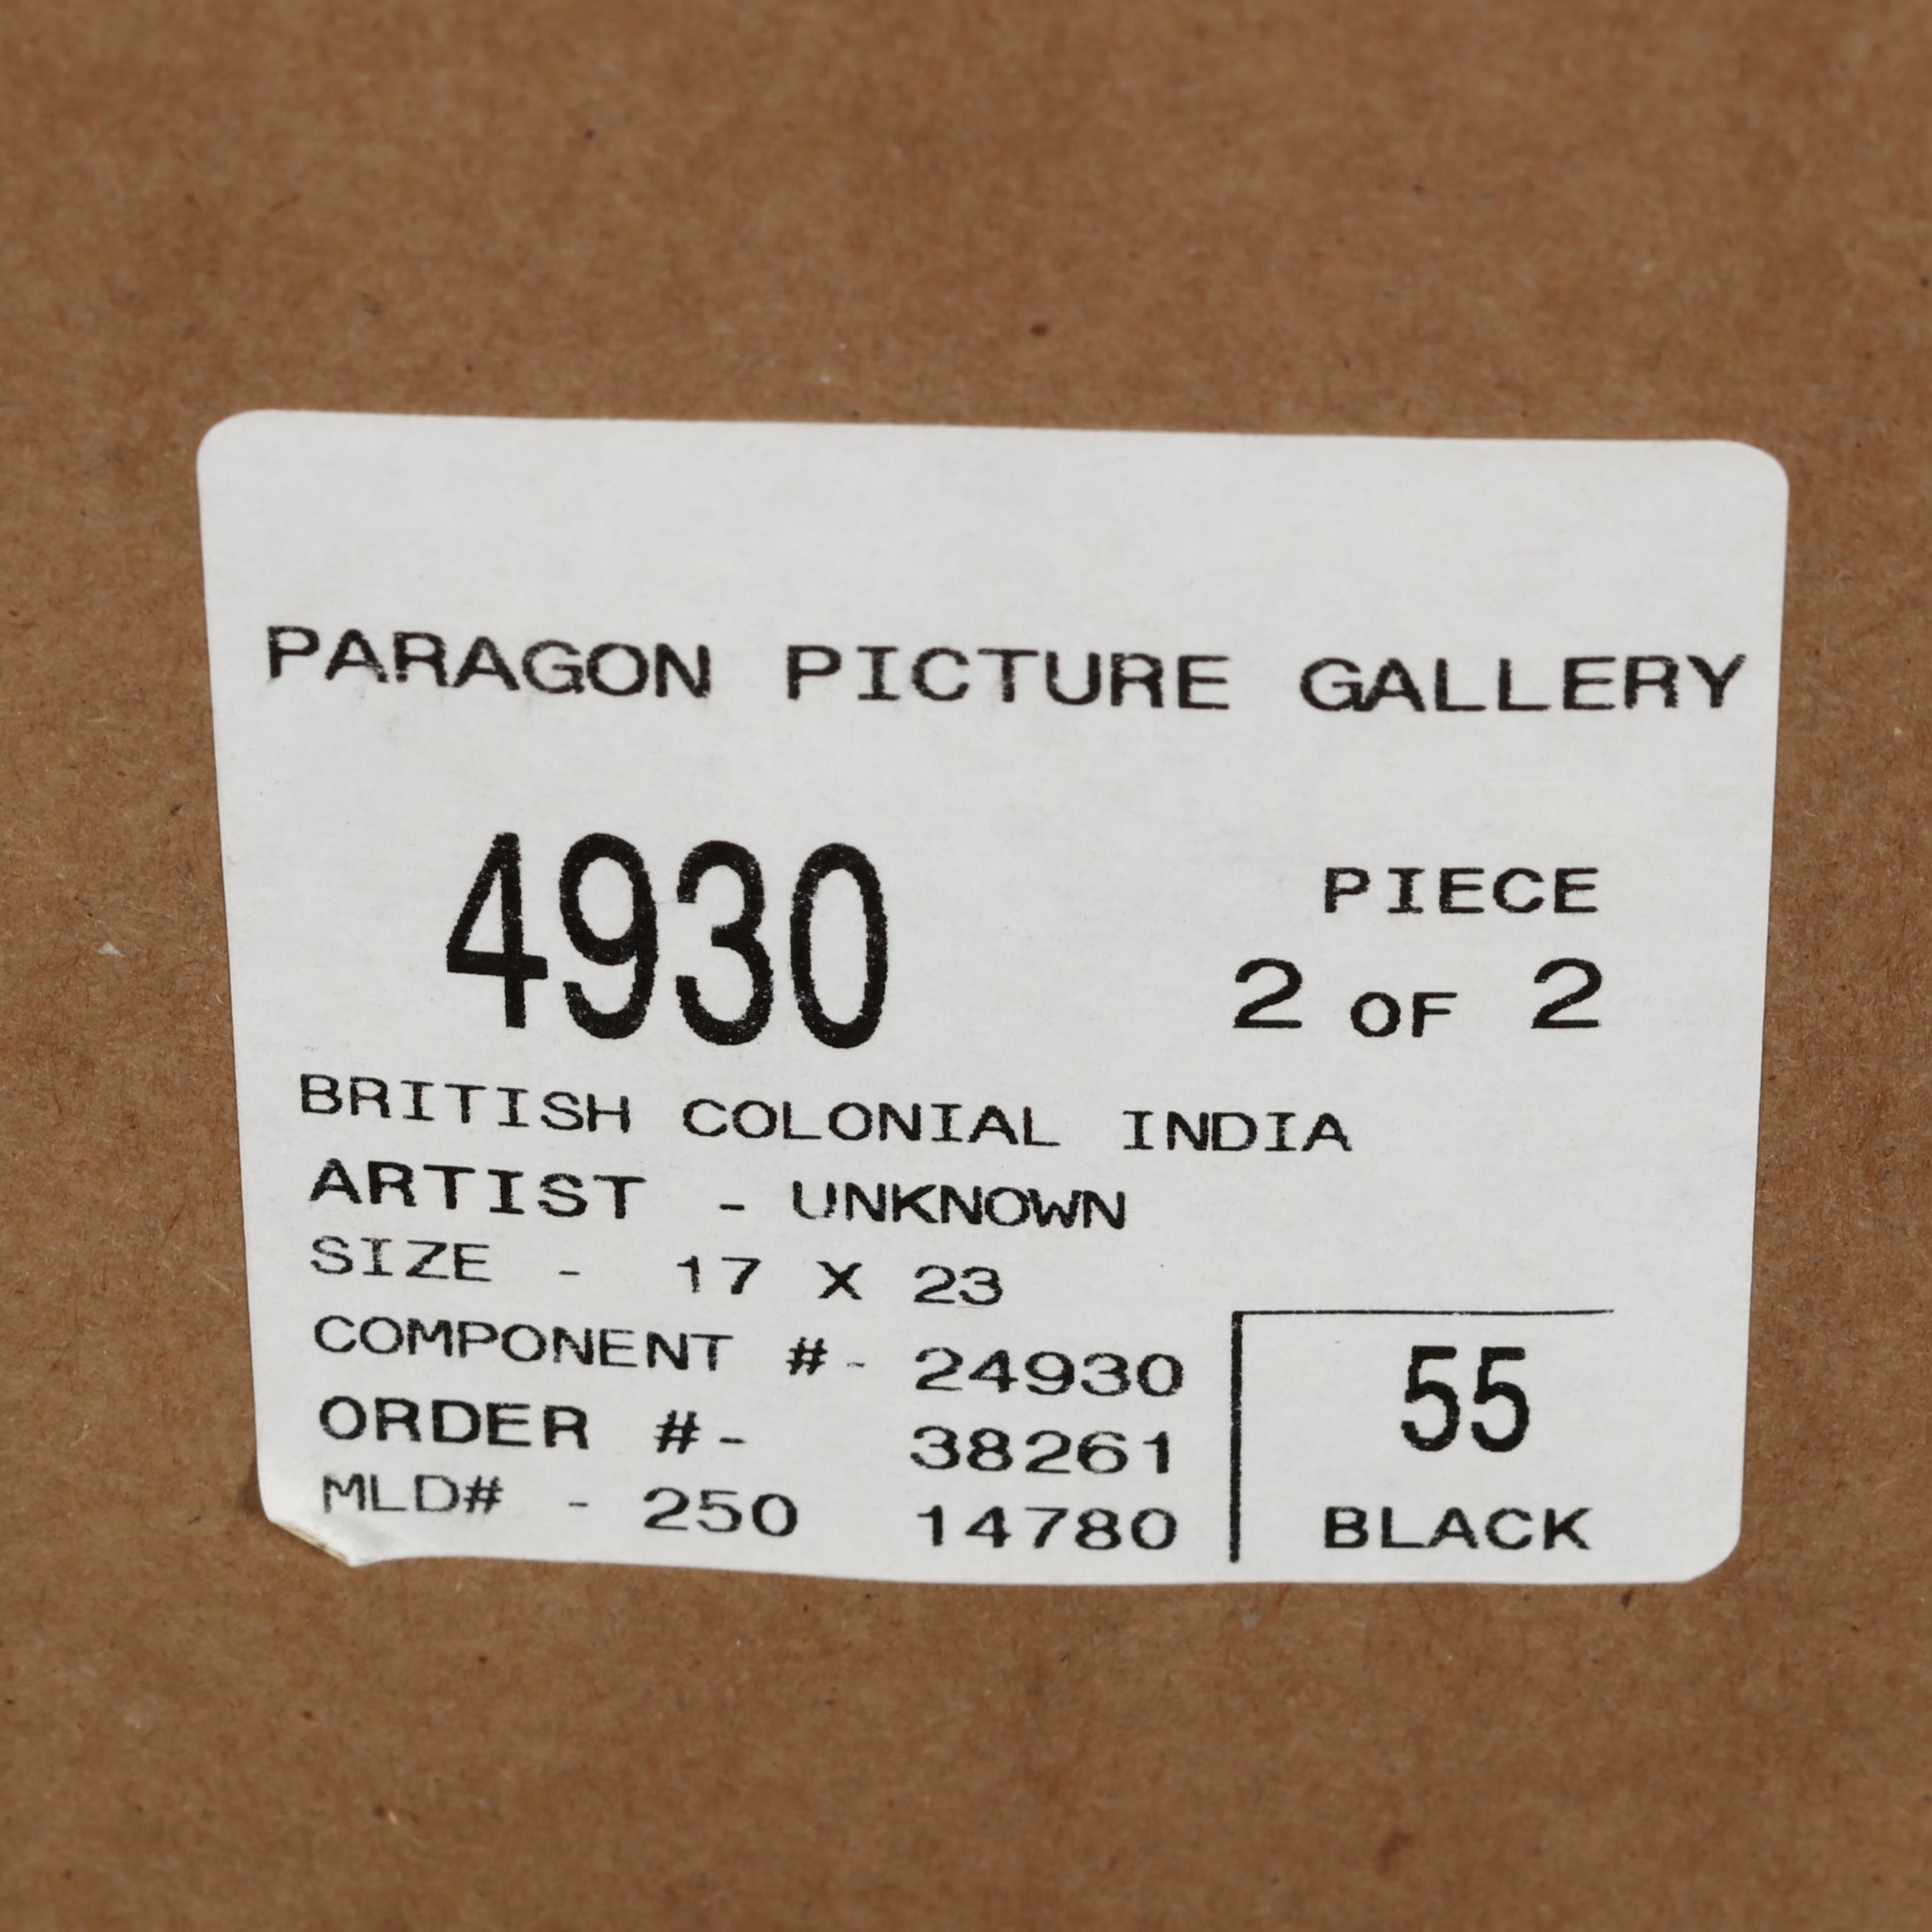 PARAGON PICTURE GALLERY
4930
PIECE
2 OF 2
BRITISH COLONIAL INDIA
ARTIST - UNKNOWN
SIZE - 17 X 23
COMPONENT #- 24930
ORDER #- 38261
MLD# - 250 14780
55
BLACK